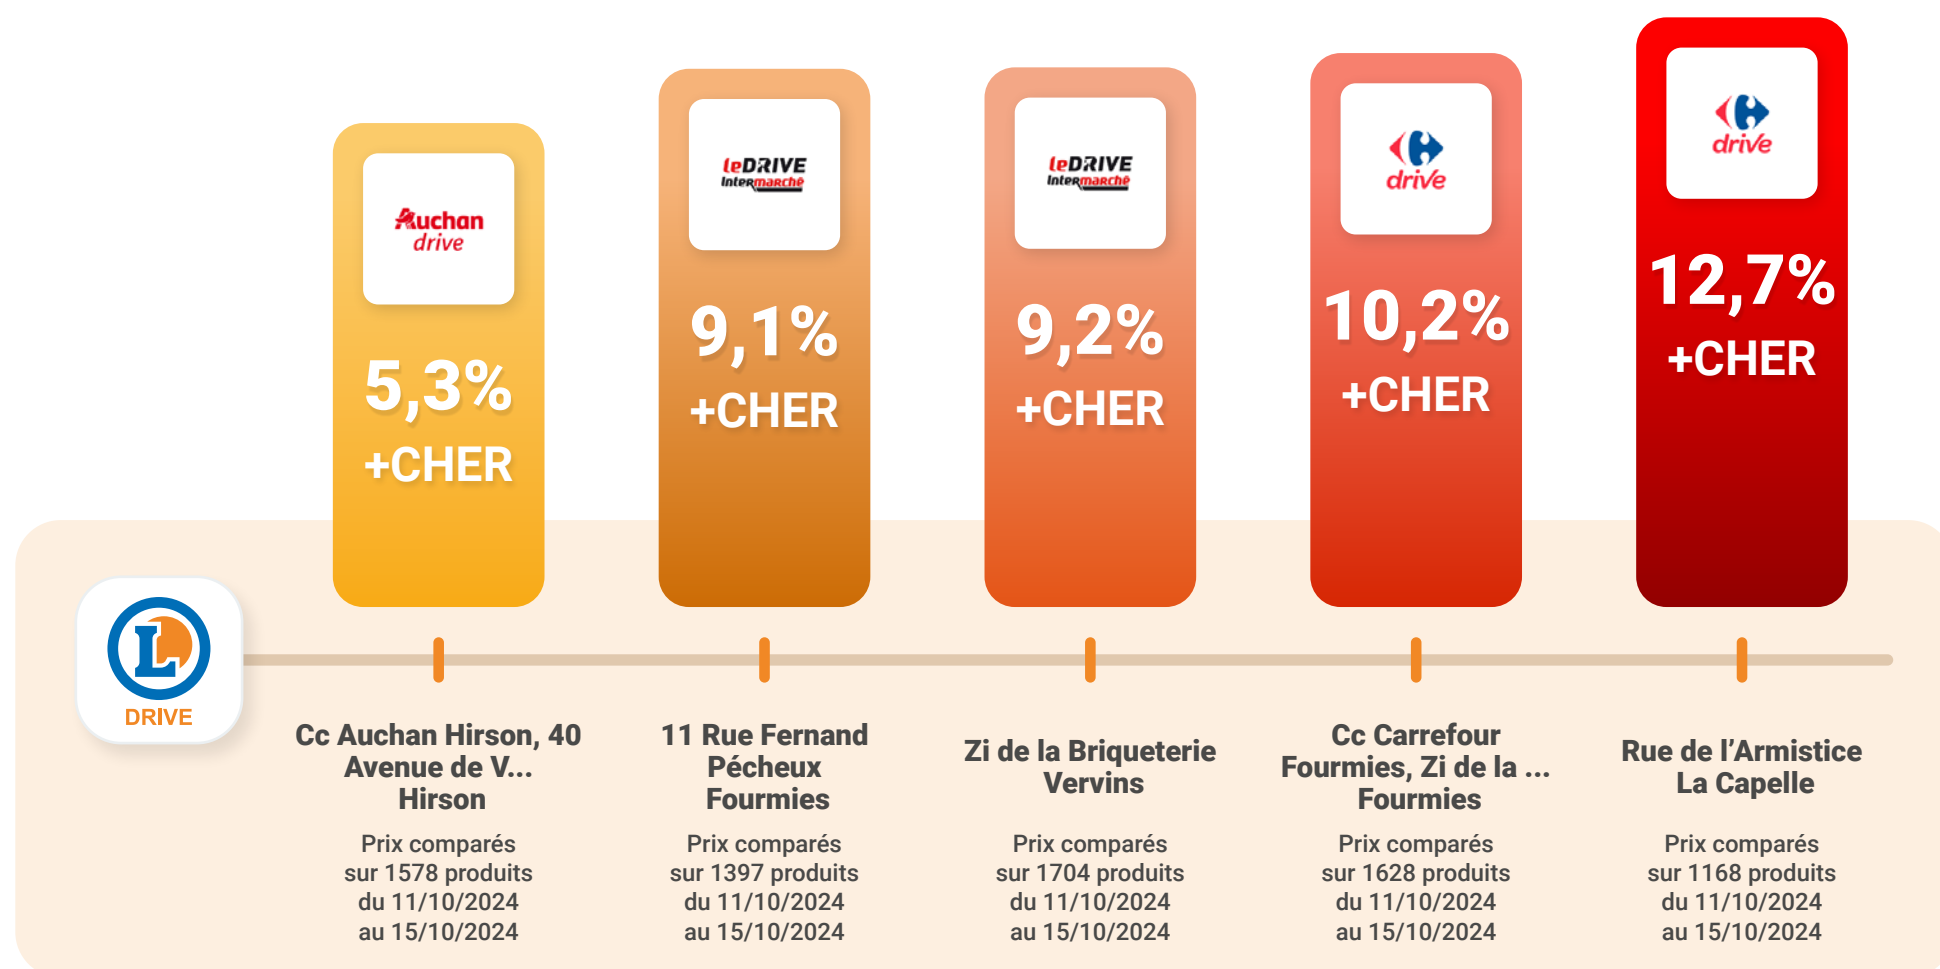 Auchan
drive
5,3%
+CHER
leDRIVE
Intermarché
9,1%
+CHER
leDRIVE
Intermarché
9,2%
+CHER
drive
10,2%
+CHER
drive
12,7%
+CHER
L
DRIVE
Cc Auchan Hirson, 40
Avenue de V...
Hirson
Prix comparés
sur 1578 produits
du 11/10/2024
au 15/10/2024
11 Rue Fernand
Pécheux
Fourmies
Prix comparés
sur 1397 produits
du 11/10/2024
au 15/10/2024
Zi de la Briqueterie
Vervins
Prix comparés
sur 1704 produits
du 11/10/2024
au 15/10/2024
Cc Carrefour
Fourmies, Zi de la ...
Fourmies
Prix comparés
sur 1628 produits
du 11/10/2024
au 15/10/2024
Rue de l’Armistice
La Capelle
Prix comparés
sur 1168 produits
du 11/10/2024
au 15/10/2024